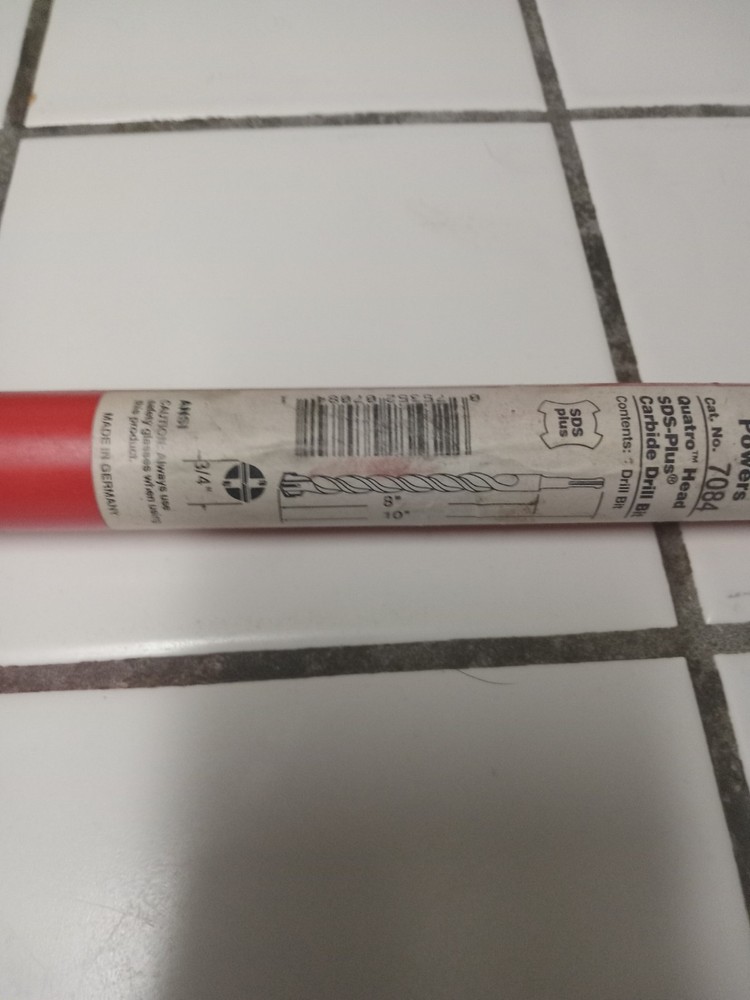 Powers
Cat. No. 7084
Quatro™ Head
SDS-Plus®
Carbide Drill Bit
Contents: 1 Drill Bit
SDS
plus
8"
10"
3/4"
ANSI
CAUTION: Always use
safety glasses when using
this product.
MADE IN GERMANY